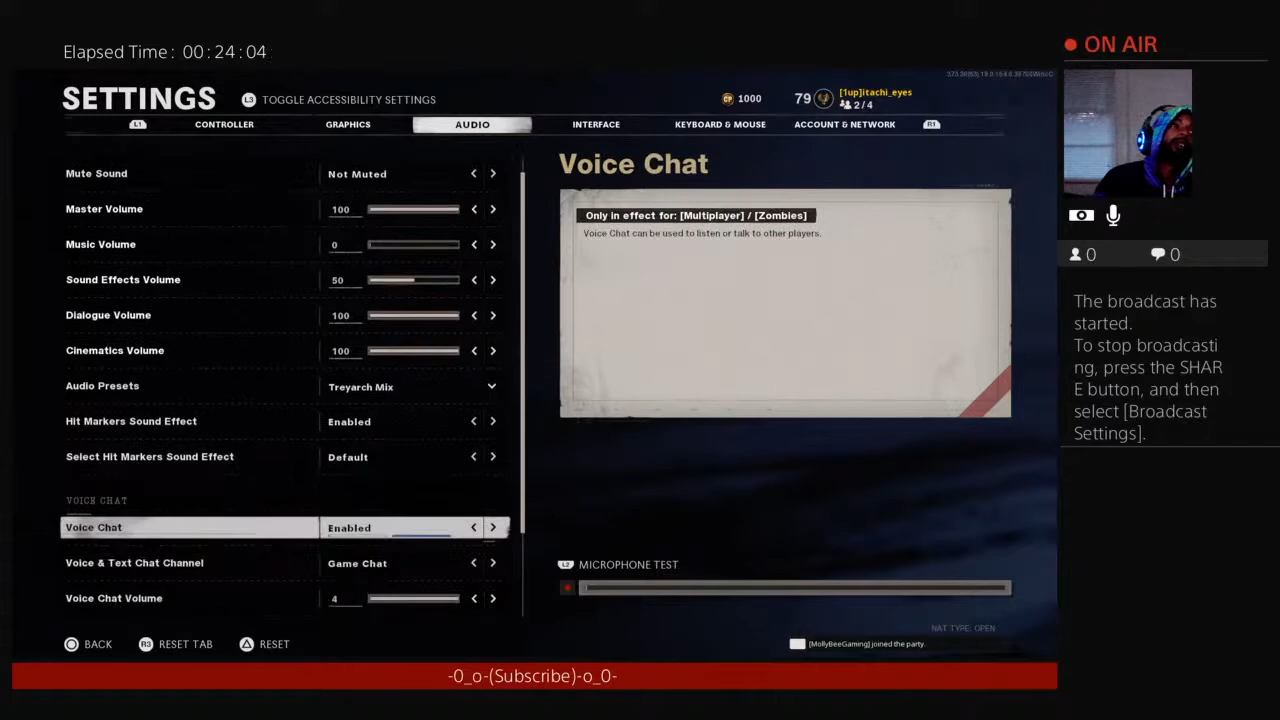 Elapsed Time: 00:24:04
ON AIR
SETTINGS
L3 TOGGLE ACCESSIBILITY SETTINGS
CP 1000
79
[1up]itachi_eyes
2/4
L1 CONTROLLER GRAPHICS AUDIO INTERFACE KEYBOARD & MOUSE ACCOUNT & NETWORK R1
Mute Sound Not Muted
Master Volume 100
Music Volume 0
Sound Effects Volume 50
Dialogue Volume 100
Cinematics Volume 100
Audio Presets Treyarch Mix
Hit Markers Sound Effect Enabled
Select Hit Markers Sound Effect Default
VOICE CHAT
Voice Chat Enabled
Voice & Text Chat Channel Game Chat
Voice Chat Volume 4
BACK R3 RESET TAB RESET
Voice Chat
Only in effect for: [Multiplayer] / [Zombies]
Voice Chat can be used to listen or talk to other players.
L2 MICROPHONE TEST
NAT TYPE: OPEN
[MollyBeeGaming] joined the party.
-0_o-(Subscribe)-o_0-
0 0
The broadcast has
started.
To stop broadcasti
ng, press the SHAR
E button, and then
select [Broadcast
Settings].